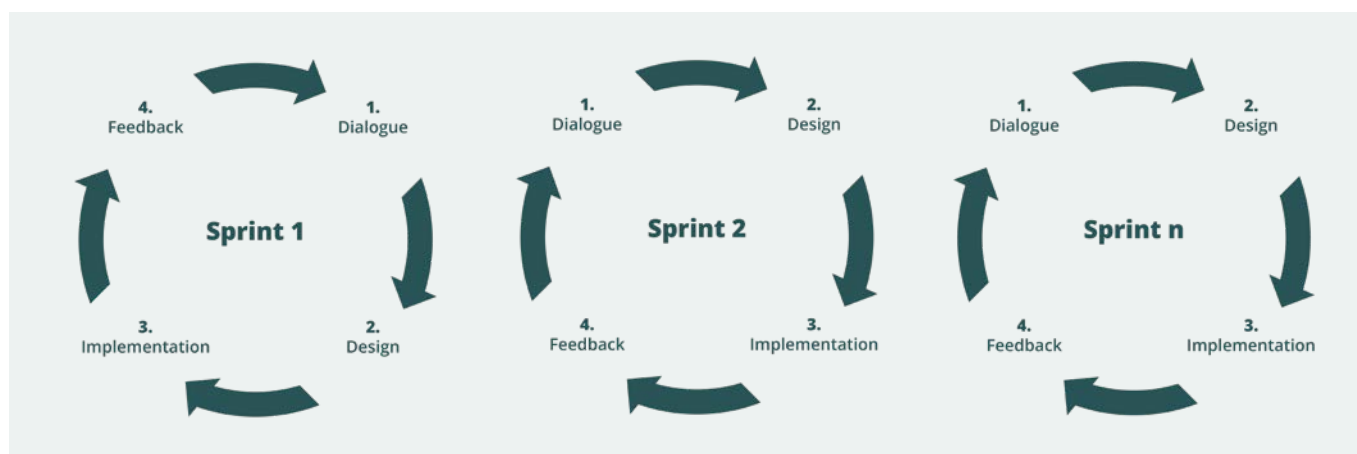 4.
Feedback
1.
Dialogue
Sprint 1
3.
Implementation
2.
Design
1.
Dialogue
2.
Design
Sprint 2
4.
Feedback
3.
Implementation
1.
Dialogue
2.
Design
Sprint n
4.
Feedback
3.
Implementation